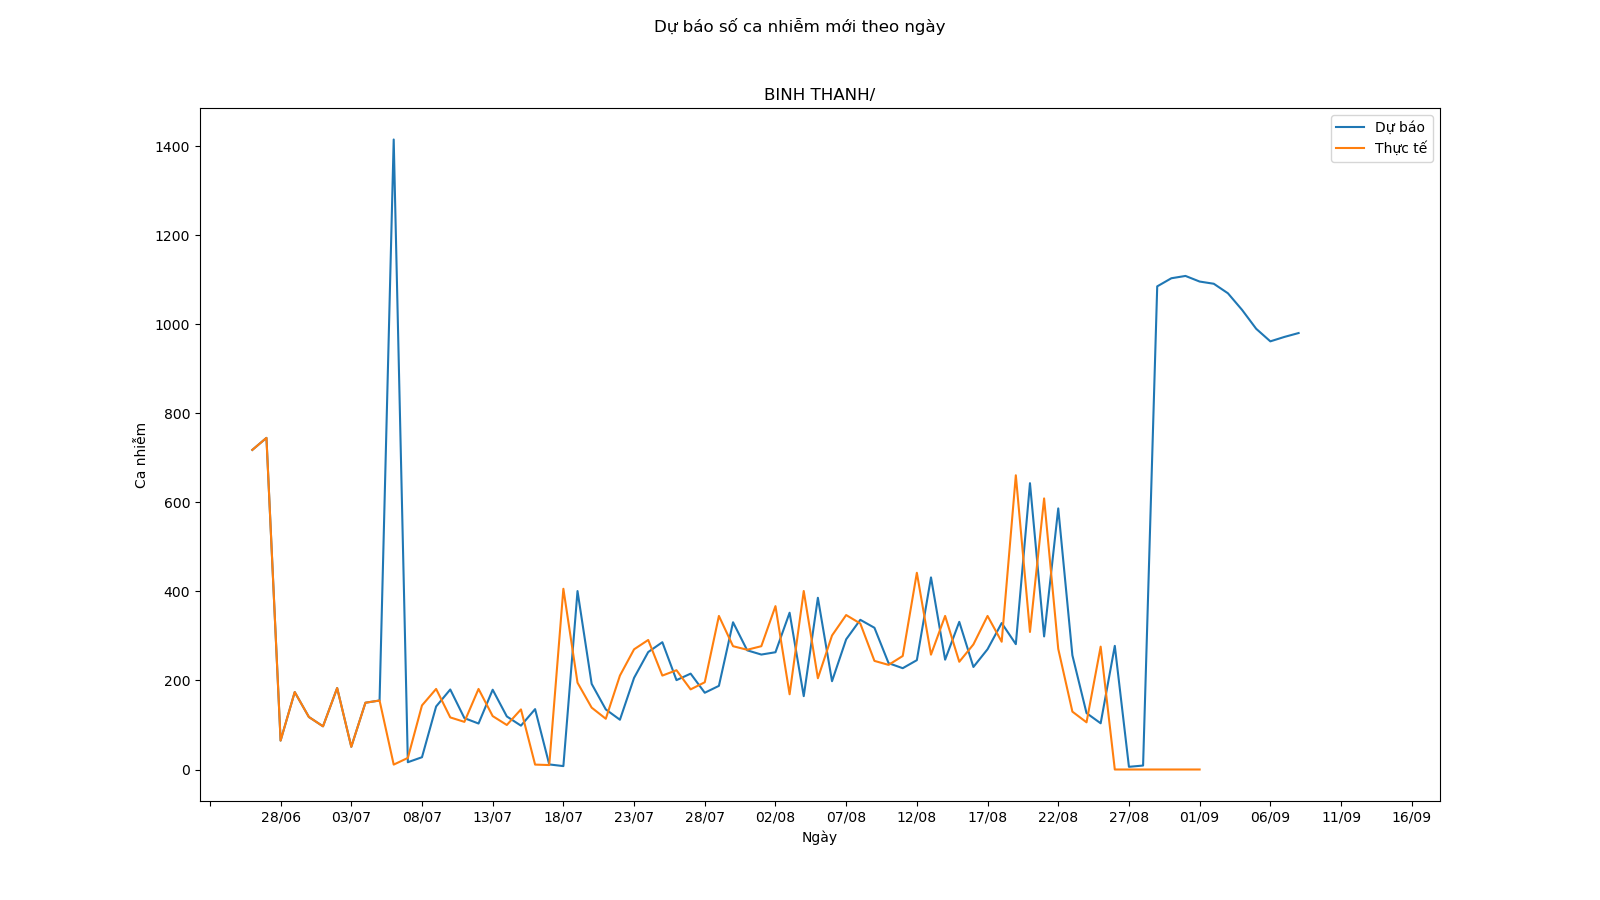 Dự báo số ca nhiễm mới theo ngày
BINH THANH/
Dự báo
Thực tế
1400
1200
1000
800
600
400
200
0
Ca nhiễm
28/06 03/07 08/07 13/07 18/07 23/07 28/07 02/08 07/08 12/08 17/08 22/08 27/08 01/09 06/09 11/09 16/09
Ngày